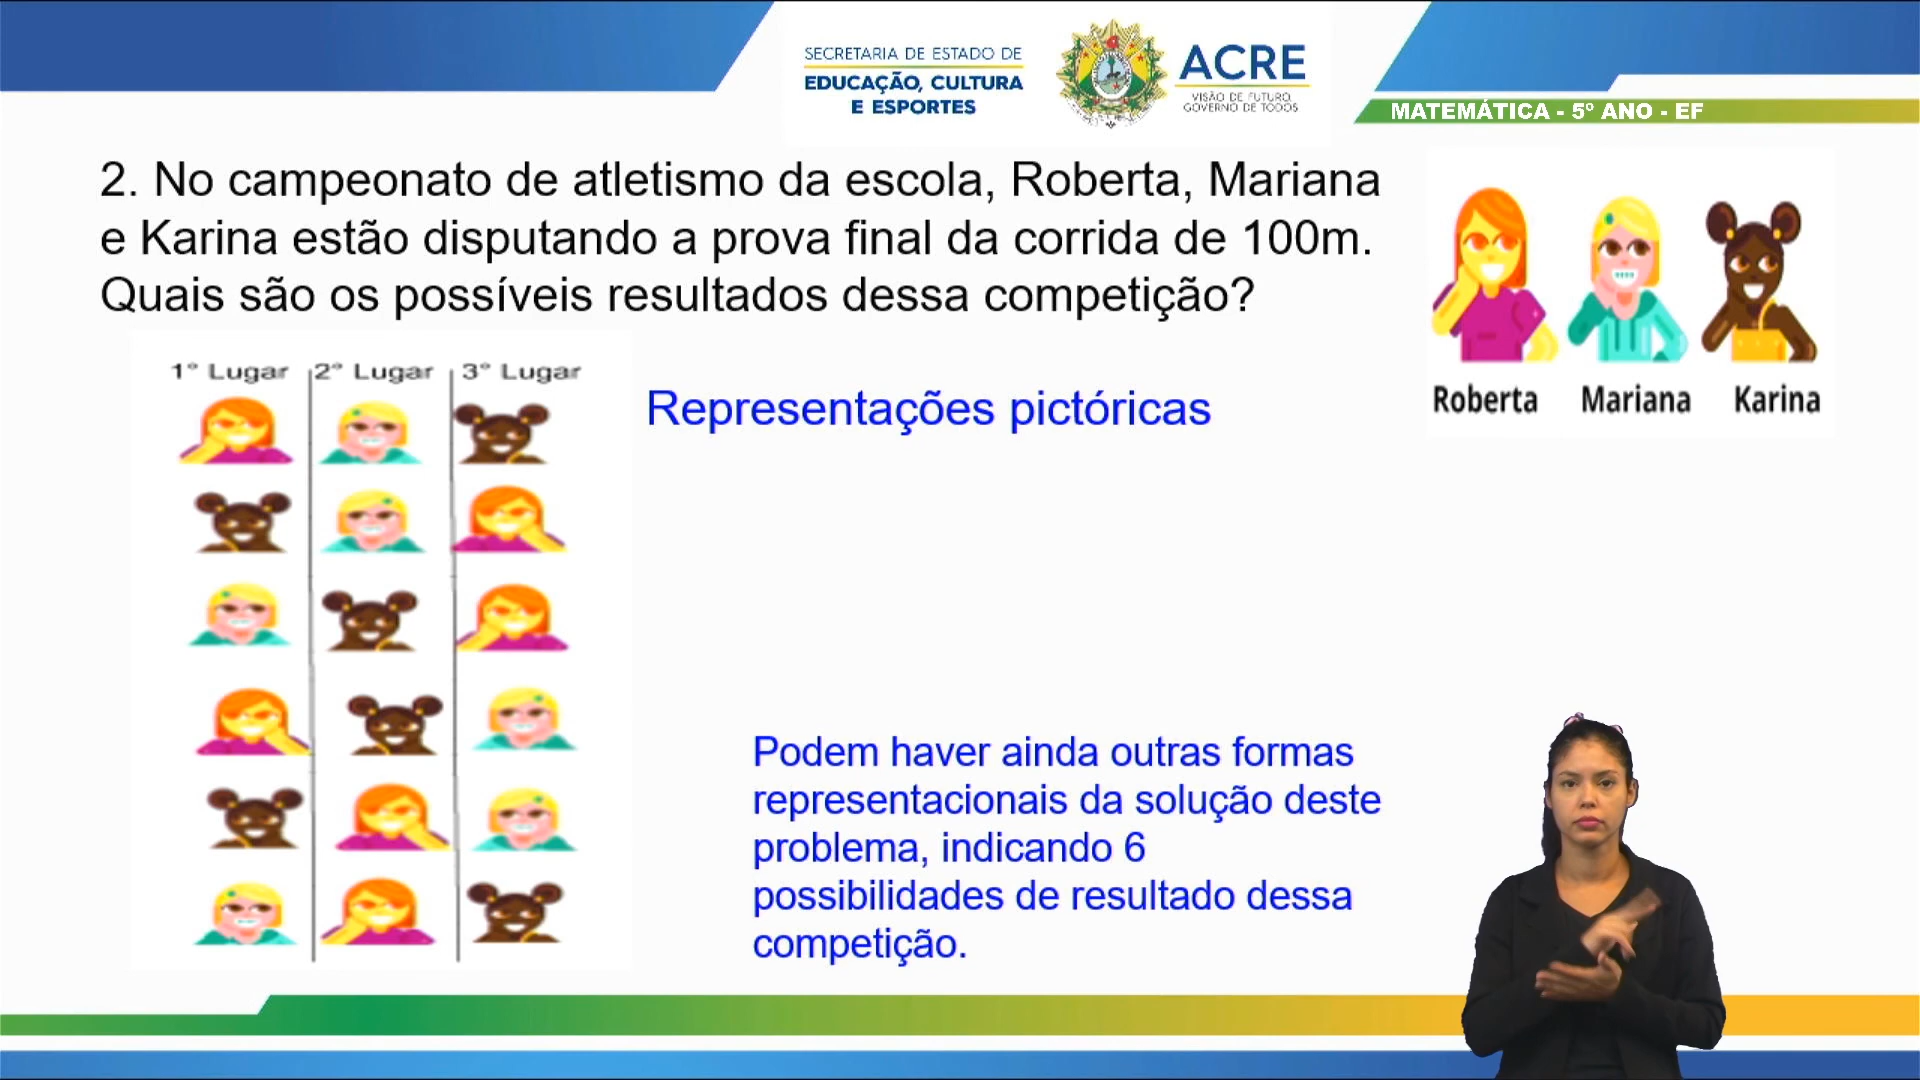 SECRETARIA DE ESTADO DE
EDUCAÇÃO, CULTURA
E ESPORTES
ACRE
VISÃO DE FUTURO,
GOVERNO DE TODOS
MATEMÁTICA - 5º ANO - EF
2. No campeonato de atletismo da escola, Roberta, Mariana
e Karina estão disputando a prova final da corrida de 100m.
Quais são os possíveis resultados dessa competição?
Roberta Mariana Karina
1° Lugar 2° Lugar 3° Lugar
Representações pictóricas
Podem haver ainda outras formas
representacionais da solução deste
problema, indicando 6
possibilidades de resultado dessa
competição.